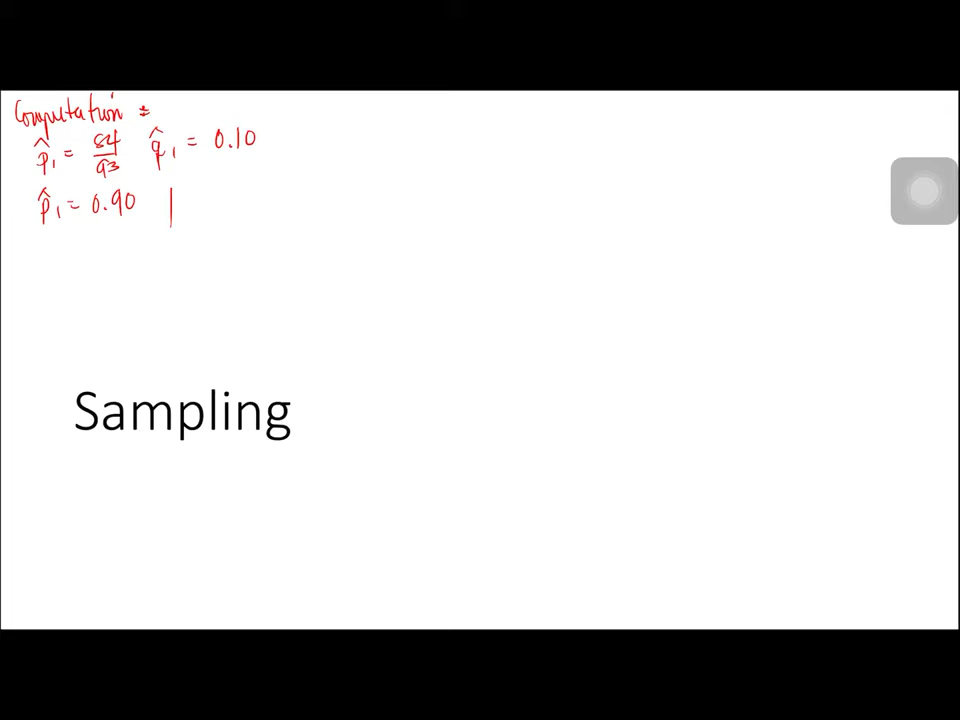 Computation :
p̂₁ = 84/93 q̂₁ = 0.10
p̂₁ = 0.90 |
Sampling